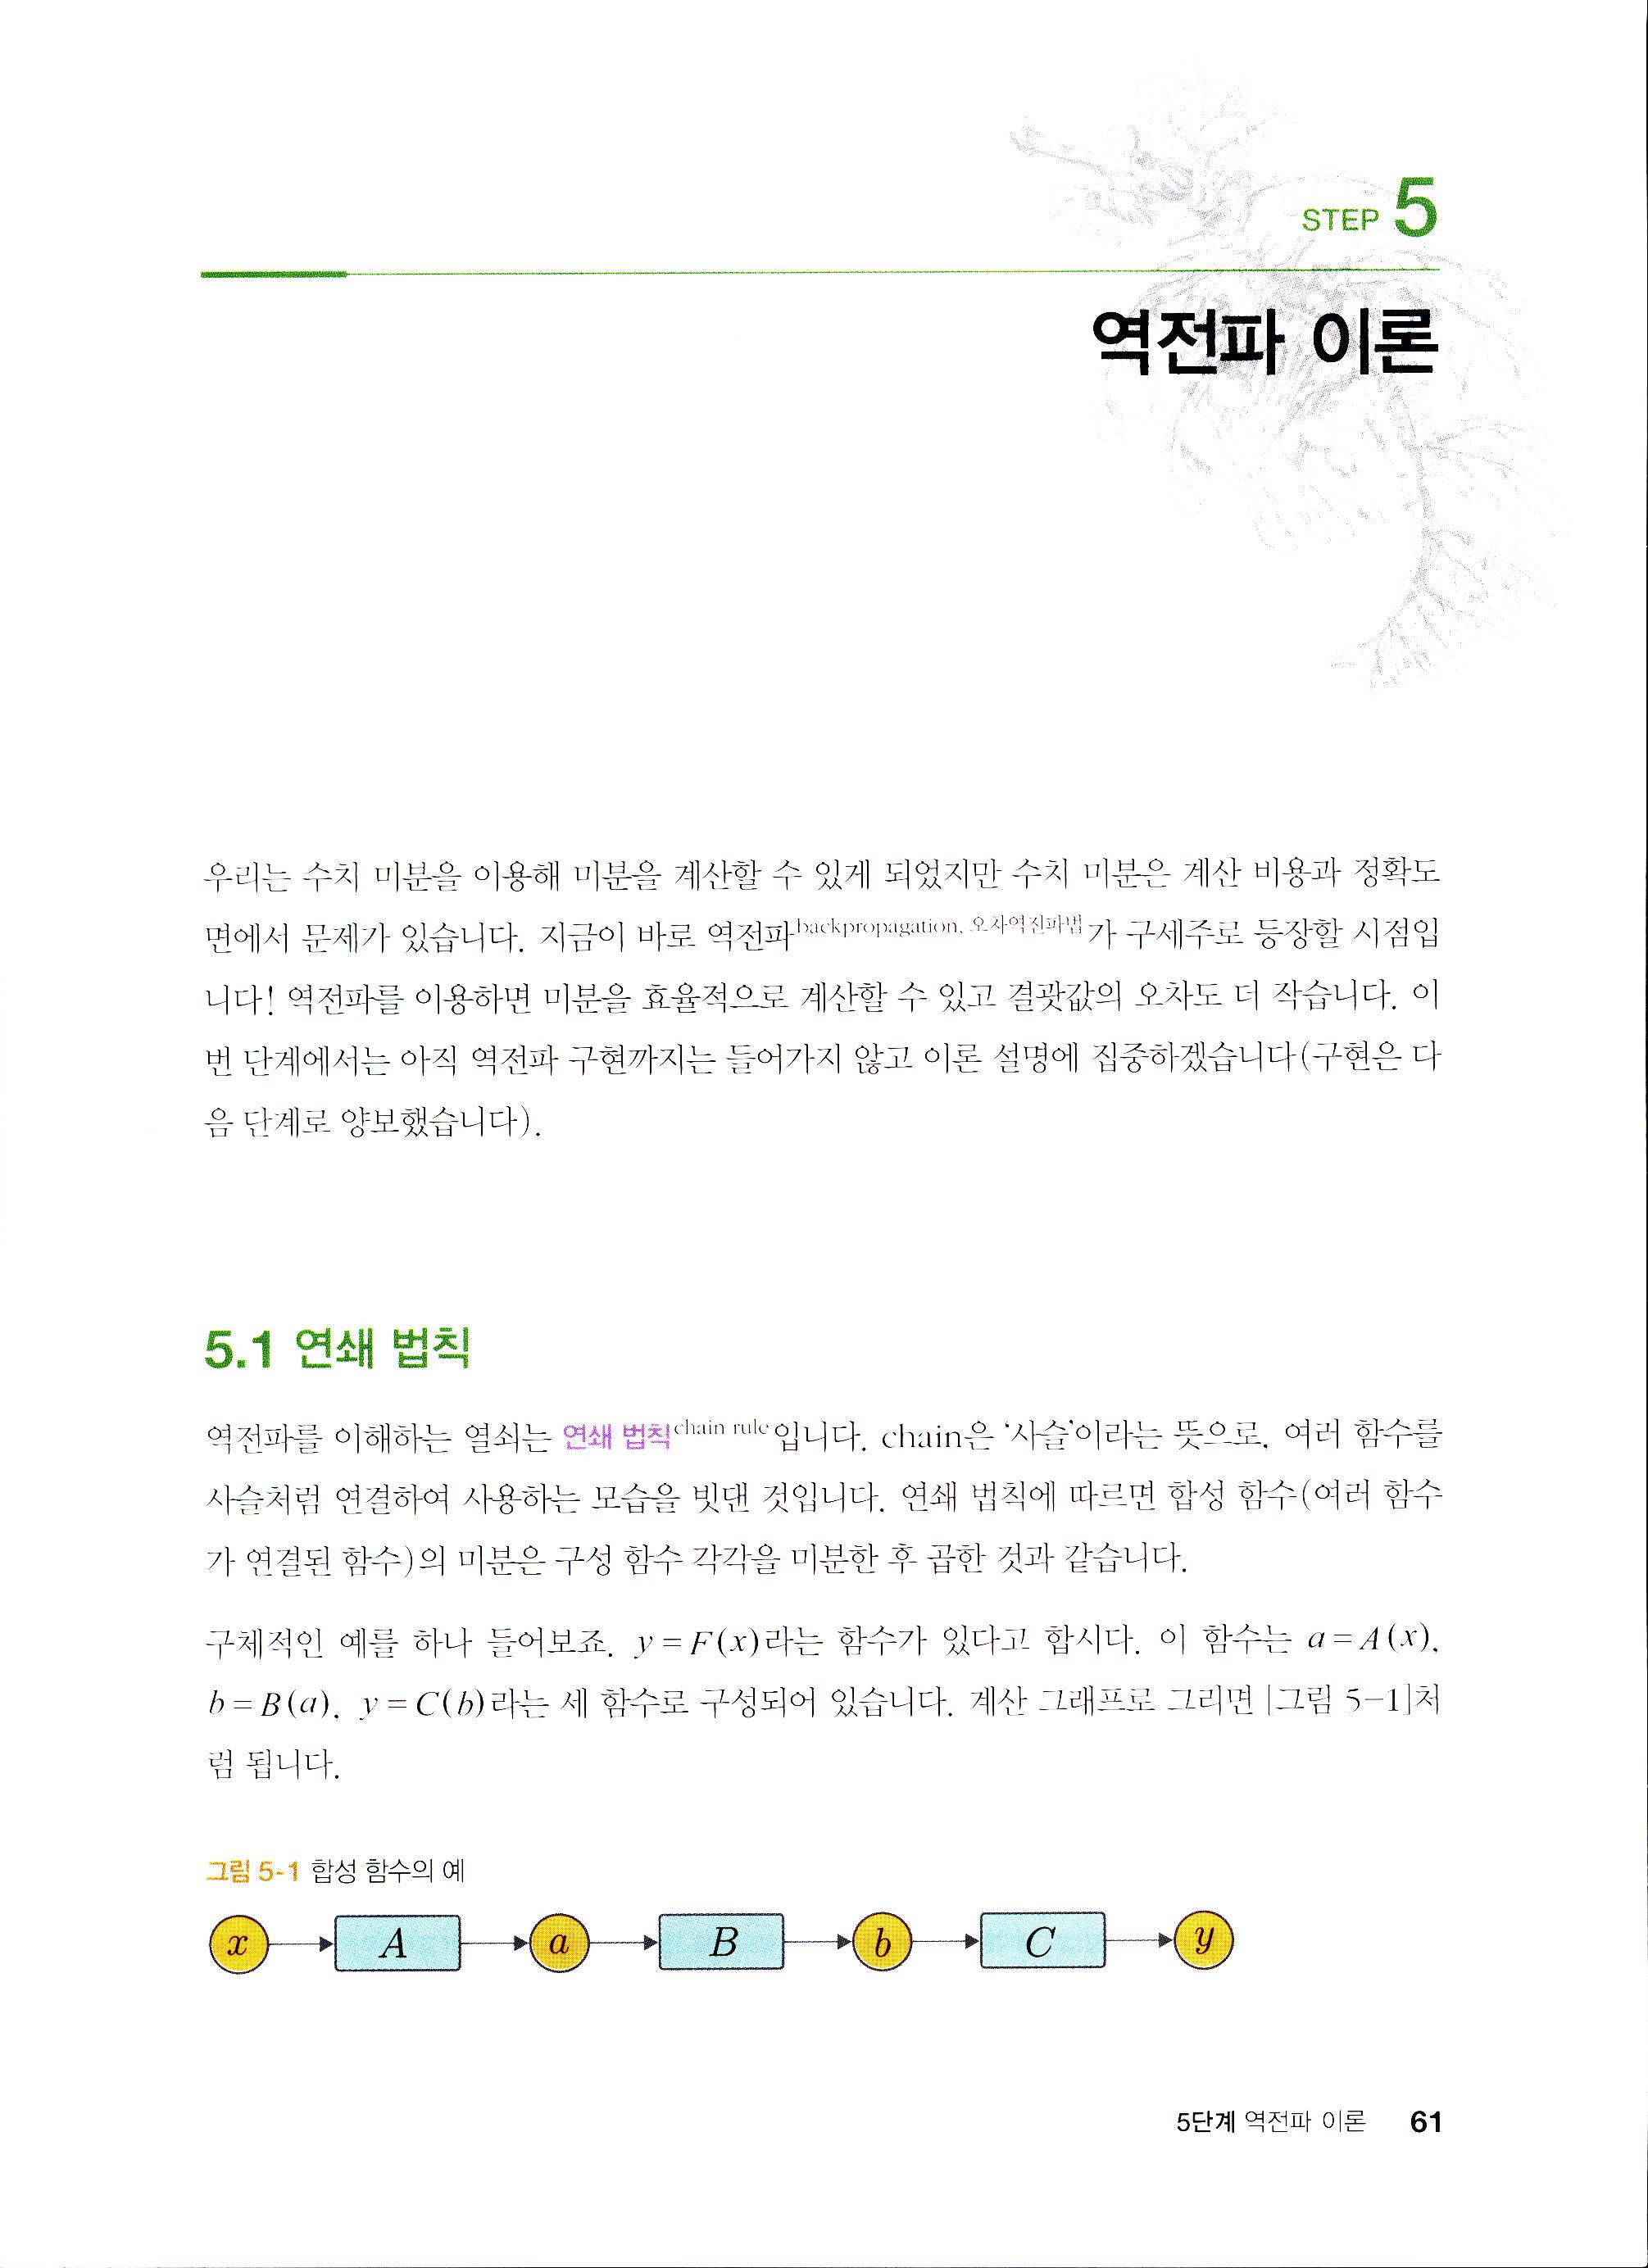 STEP 5
역전파 이론
우리는 수치 미분을 이용해 미분을 계산할 수 있게 되었지만 수치 미분은 계산 비용과 정확도
면에서 문제가 있습니다. 지금이 바로 역전파backpropagation, 오차역전파법가 구세주로 등장할 시점입
니다! 역전파를 이용하면 미분을 효율적으로 계산할 수 있고 결괏값의 오차도 더 작습니다. 이
번 단계에서는 아직 역전파 구현까지는 들어가지 않고 이론 설명에 집중하겠습니다(구현은 다
음 단계로 양보했습니다).
5.1 연쇄 법칙
역전파를 이해하는 열쇠는 연쇄 법칙chain rule입니다. chain은 ‘사슬’이라는 뜻으로, 여러 함수를
사슬처럼 연결하여 사용하는 모습을 빗댄 것입니다. 연쇄 법칙에 따르면 합성 함수(여러 함수
가 연결된 함수)의 미분은 구성 함수 각각을 미분한 후 곱한 것과 같습니다.
구체적인 예를 하나 들어보죠. y = F(x)라는 함수가 있다고 합시다. 이 함수는 a = A(x),
b = B(a), y = C(b)라는 세 함수로 구성되어 있습니다. 계산 그래프로 그리면 [그림 5-1]처
럼 됩니다.
그림 5-1 합성 함수의 예
x A a B b C y
5단계 역전파 이론 61